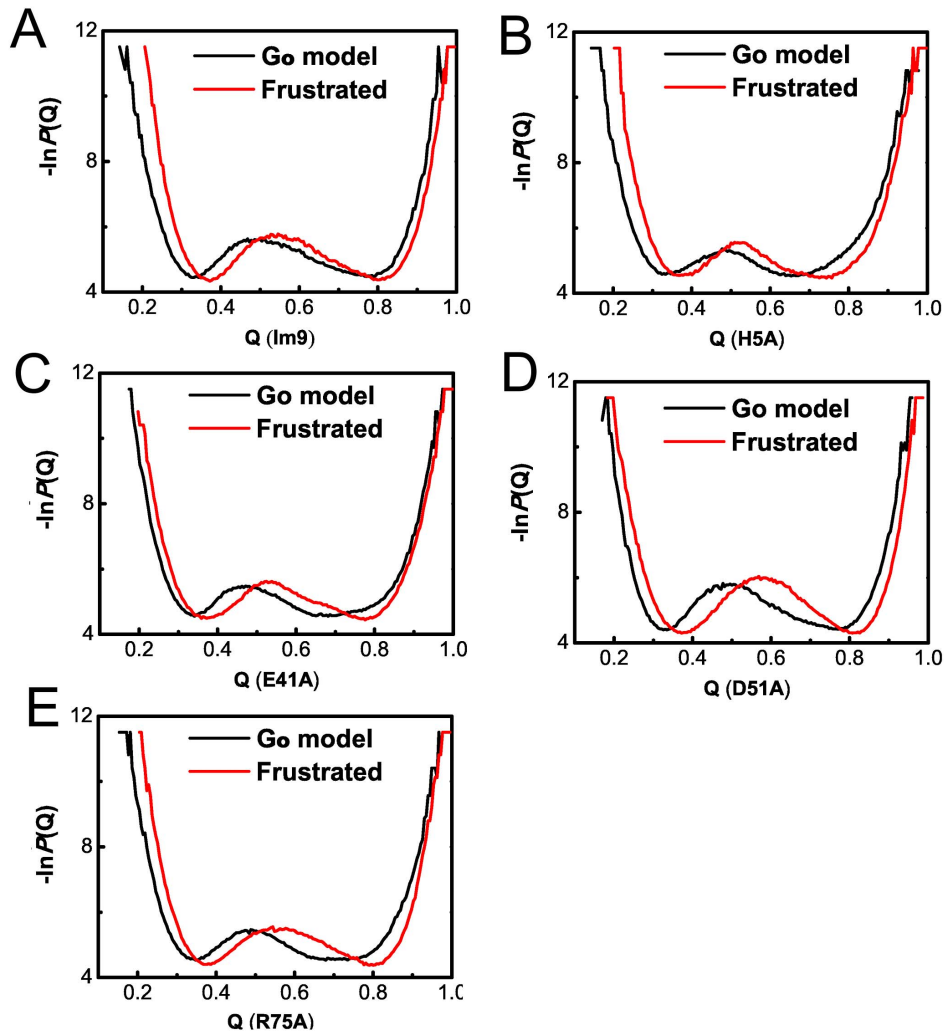 A
12
8
4
-ln P(Q)
Go model
Frustrated
0.2 0.4 0.6 0.8 1.0
Q (Im9)
B
12
8
4
-ln P(Q)
Go model
Frustrated
0.2 0.4 0.6 0.8 1.0
Q (H5A)
C
12
8
4
-ln P(Q)
Go model
Frustrated
0.2 0.4 0.6 0.8 1.0
Q (E41A)
D
12
8
4
-ln P(Q)
Go model
Frustrated
0.2 0.4 0.6 0.8 1.0
Q (D51A)
E
12
8
4
-ln P(Q)
Go model
Frustrated
0.2 0.4 0.6 0.8 1.0
Q (R75A)